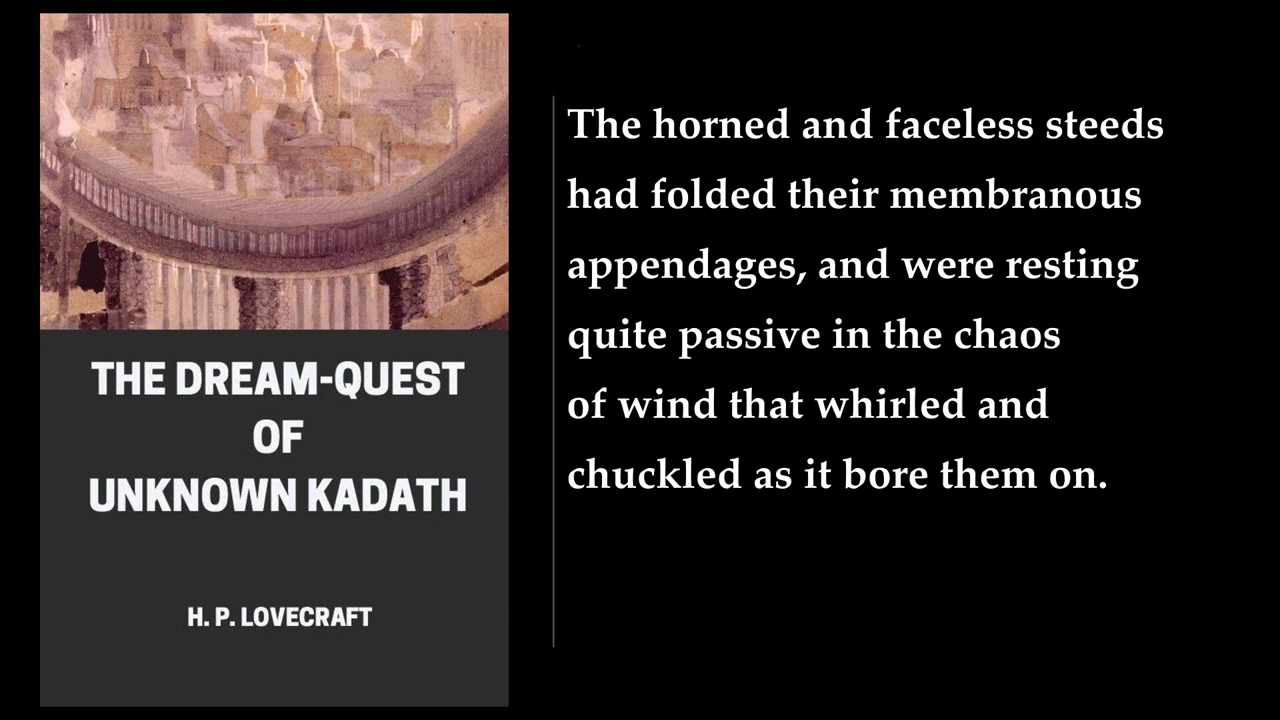 THE DREAM-QUEST
OF
UNKNOWN KADATH
H. P. LOVECRAFT
The horned and faceless steeds
had folded their membranous
appendages, and were resting
quite passive in the chaos
of wind that whirled and
chuckled as it bore them on.